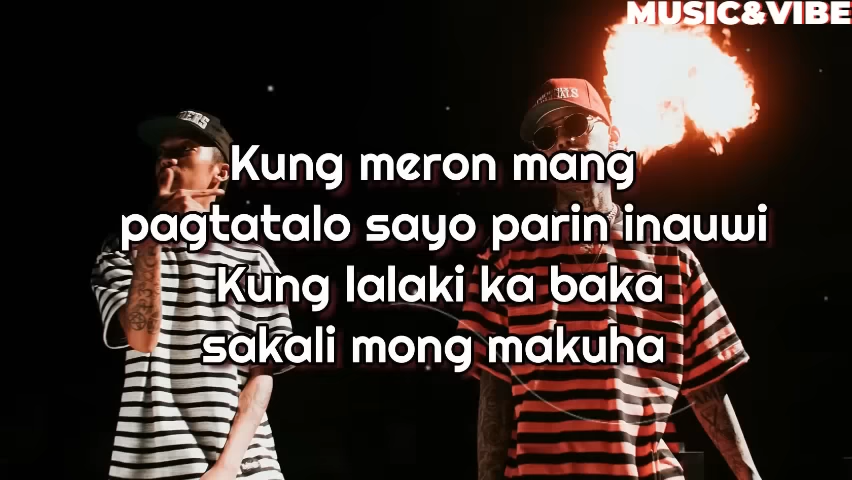 MUSIC&VIBE
Kung meron mang
pagtatalo sayo parin inauwi
Kung lalaki ka baka
sakali mong makuha